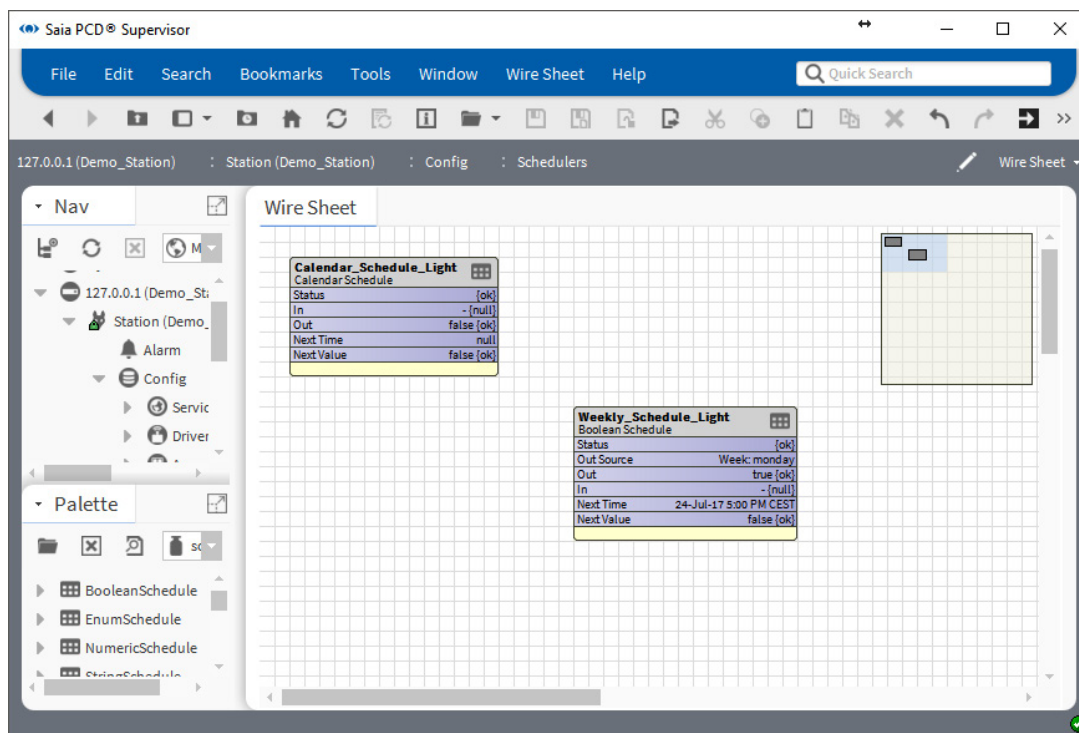 Saia PCD® Supervisor
File Edit Search Bookmarks Tools Window Wire Sheet Help Quick Search
127.0.0.1 (Demo_Station) : Station (Demo_Station) : Config : Schedulers Wire Sheet
Nav
M
127.0.0.1 (Demo_Sta
Station (Demo_
Alarm
Config
Servic
Driver
Palette
sc
BooleanSchedule
EnumSchedule
NumericSchedule
StringSchedule
Wire Sheet
Calendar_Schedule_Light
Calendar Schedule
Status {ok}
In - {null}
Out false {ok}
Next Time null
Next Value false {ok}
Weekly_Schedule_Light
Boolean Schedule
Status {ok}
Out Source Week: monday
Out true {ok}
In - {null}
Next Time 24-Jul-17 5:00 PM CEST
Next Value false {ok}